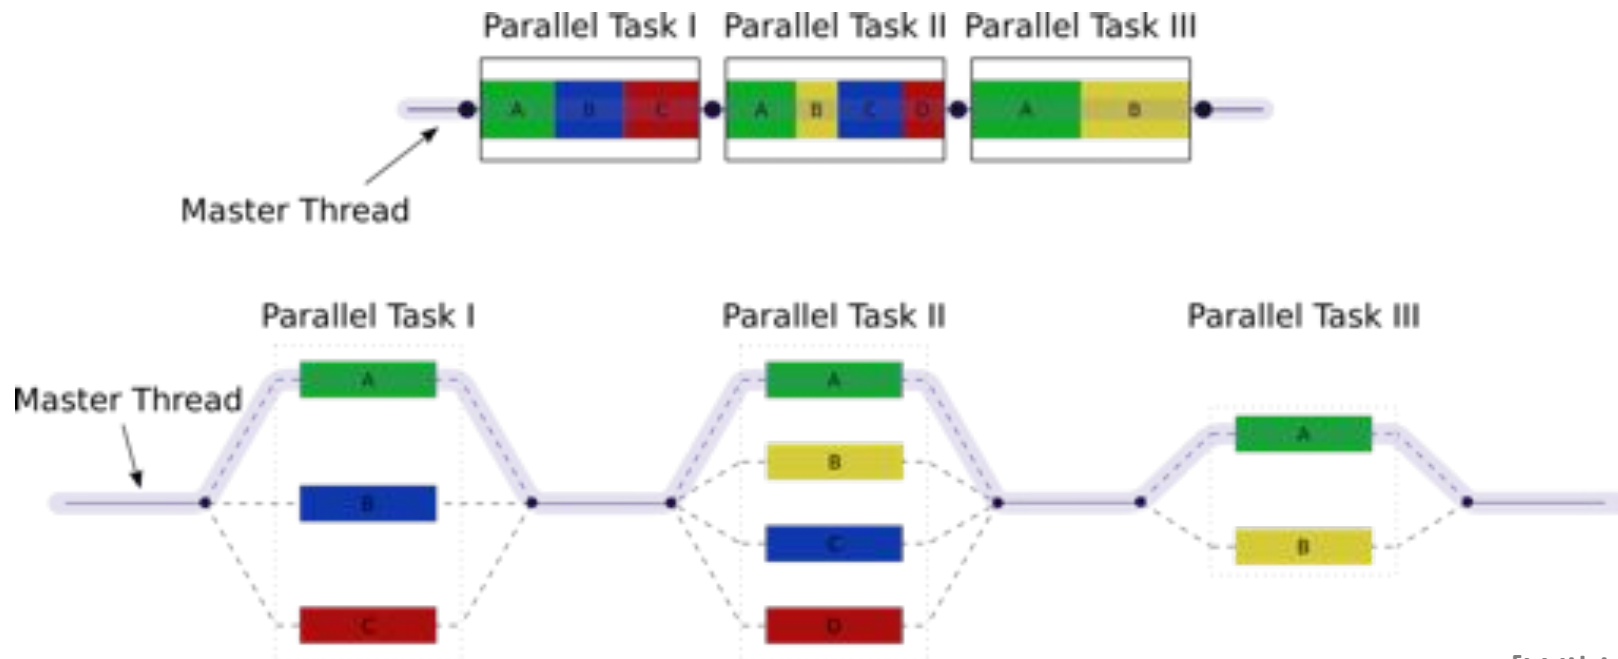 Parallel Task I Parallel Task II Parallel Task III
A B C A B C D A B
Master Thread
Parallel Task I Parallel Task II Parallel Task III
A A
Master Thread
A
B
B
C
B
C D